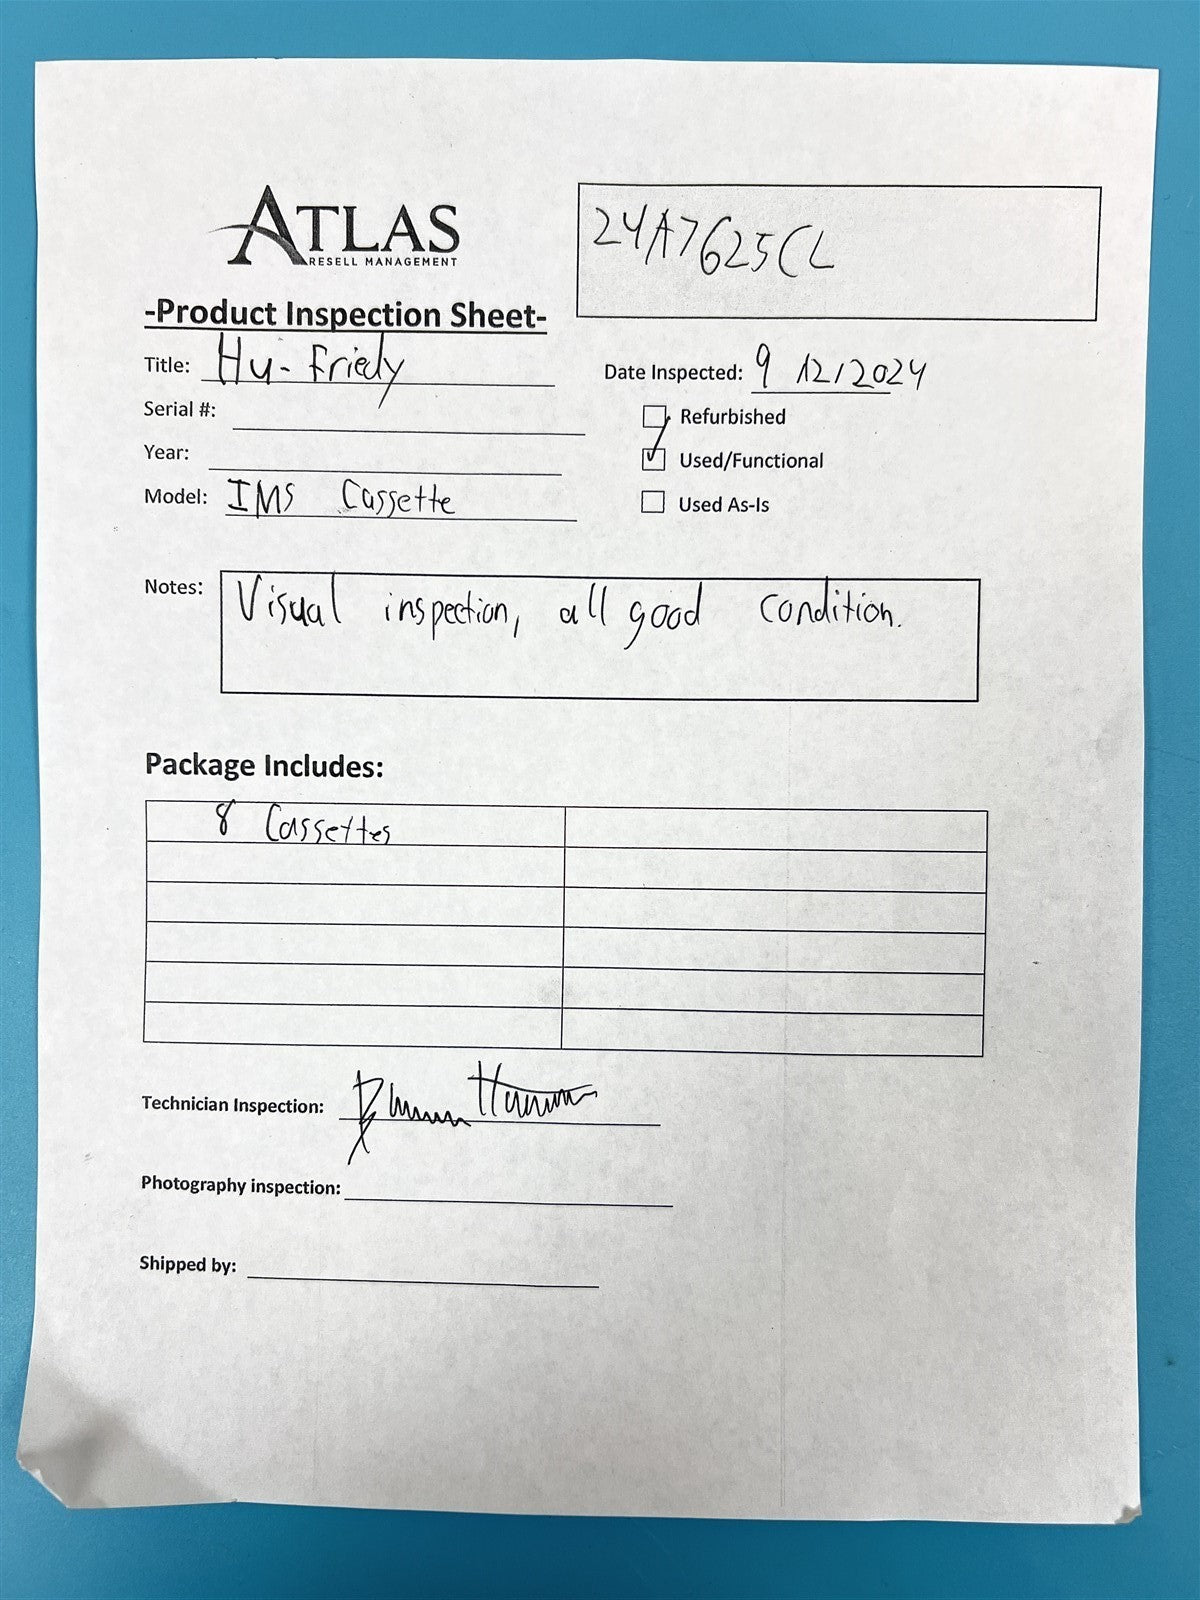 ATLAS
RESELL MANAGEMENT
24A7625CL
-Product Inspection Sheet-
Title: Hu-Friedy
Date Inspected: 9 12/2024
Serial #:
Refurbished
Year:
Used/Functional
Model: IMS Cassette
Used As-Is
Notes: Visual inspection, all good condition.
Package Includes:
8 Cassettes
Technician Inspection:
Photography inspection:
Shipped by: